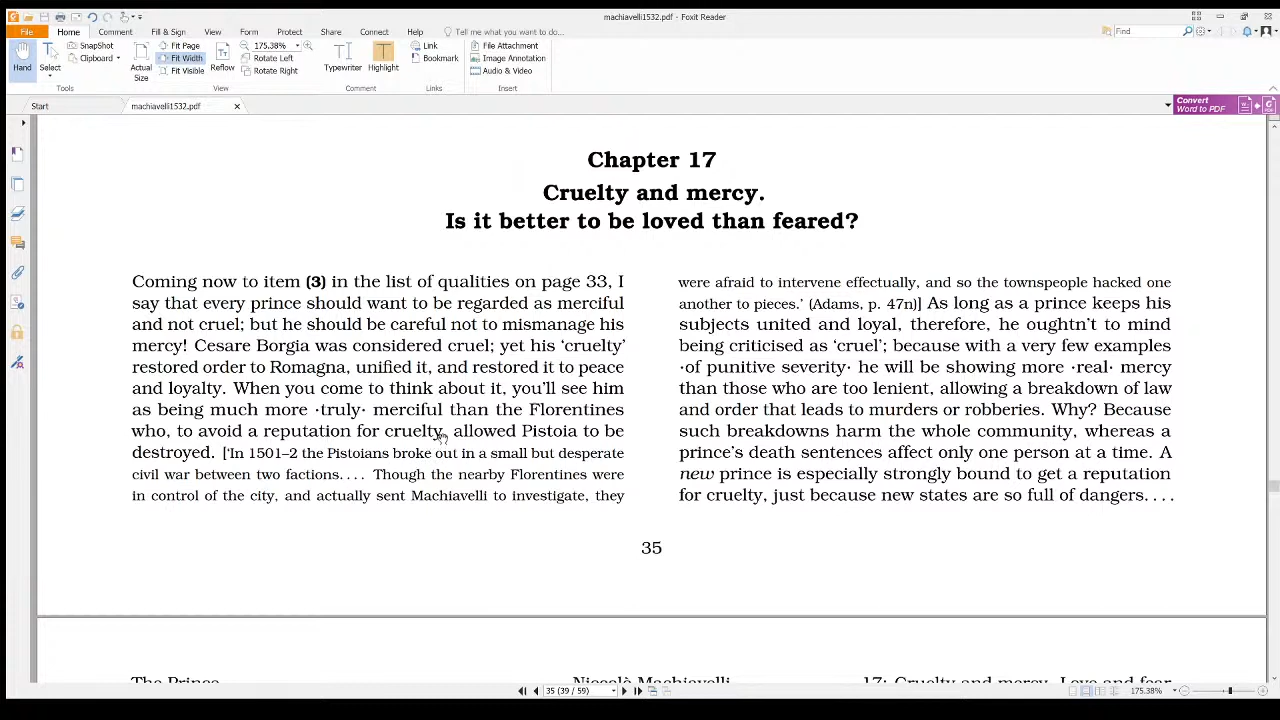 machiavelli1532.pdf - Foxit Reader
File Home Comment Fill & Sign View Form Protect Share Connect Help Tell me what you want to do... Find
Hand
Select
SnapShot
Clipboard
Actual Size
Fit Page
Fit Width
Fit Visible
Reflow
175.38%
Rotate Left
Rotate Right
Typewriter
Highlight
Link
Bookmark
File Attachment
Image Annotation
Audio & Video
Tools View Comment Links Insert
Start machiavelli1532.pdf
Convert
Word to PDF
Chapter 17
Cruelty and mercy.
Is it better to be loved than feared?
Coming now to item (3) in the list of qualities on page 33, I
say that every prince should want to be regarded as merciful
and not cruel; but he should be careful not to mismanage his
mercy! Cesare Borgia was considered cruel; yet his ‘cruelty’
restored order to Romagna, unified it, and restored it to peace
and loyalty. When you come to think about it, you’ll see him
as being much more ·truly· merciful than the Florentines
who, to avoid a reputation for cruelty, allowed Pistoia to be
destroyed. [‘In 1501–2 the Pistoians broke out in a small but desperate
civil war between two factions. . . . Though the nearby Florentines were
in control of the city, and actually sent Machiavelli to investigate, they
were afraid to intervene effectually, and so the townspeople hacked one
another to pieces.’ (Adams, p. 47n)] As long as a prince keeps his
subjects united and loyal, therefore, he oughtn’t to mind
being criticised as ‘cruel’; because with a very few examples
·of punitive severity· he will be showing more ·real· mercy
than those who are too lenient, allowing a breakdown of law
and order that leads to murders or robberies. Why? Because
such breakdowns harm the whole community, whereas a
prince’s death sentences affect only one person at a time. A
new prince is especially strongly bound to get a reputation
for cruelty, just because new states are so full of dangers. . . .
35
The Prince Niccolò Machiavelli 17: Cruelty and mercy. Love and fear
35 (39 / 59) 175.38%